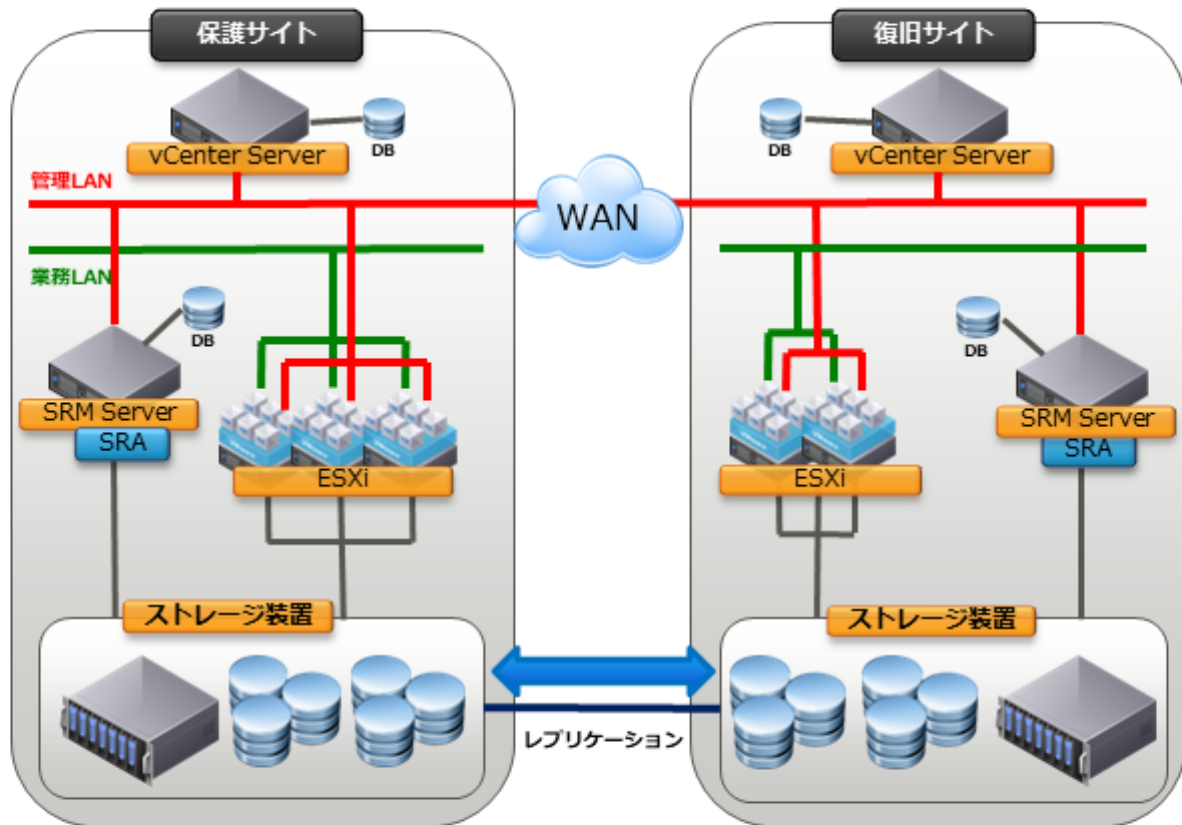 保護サイト
復旧サイト
DB
vCenter Server
DB
vCenter Server
管理LAN
WAN
業務LAN
DB
SRM Server
SRA
ESXi
DB
ESXi
SRM Server
SRA
ストレージ装置
ストレージ装置
レプリケーション